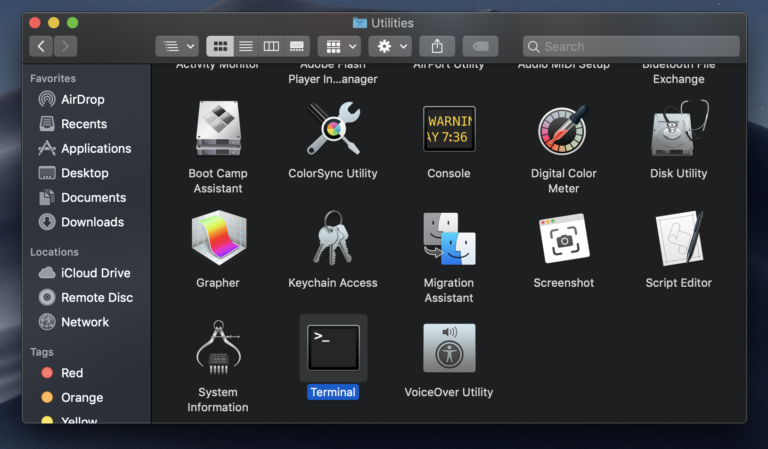 Utilities
Search
Favorites
AirDrop
Recents
Applications
Desktop
Documents
Downloads
Locations
iCloud Drive
Remote Disc
Network
Tags
Red
Orange
Yellow
Activity Monitor
Adobe Flash
Player In...anager
AirPort Utility
Audio MIDI Setup
Bluetooth File
Exchange
Boot Camp
Assistant
ColorSync Utility
WARNIN
AY 7:36
Console
Digital Color
Meter
Disk Utility
Grapher
Keychain Access
Migration
Assistant
Screenshot
Script Editor
System
Information
>_
Terminal
VoiceOver Utility